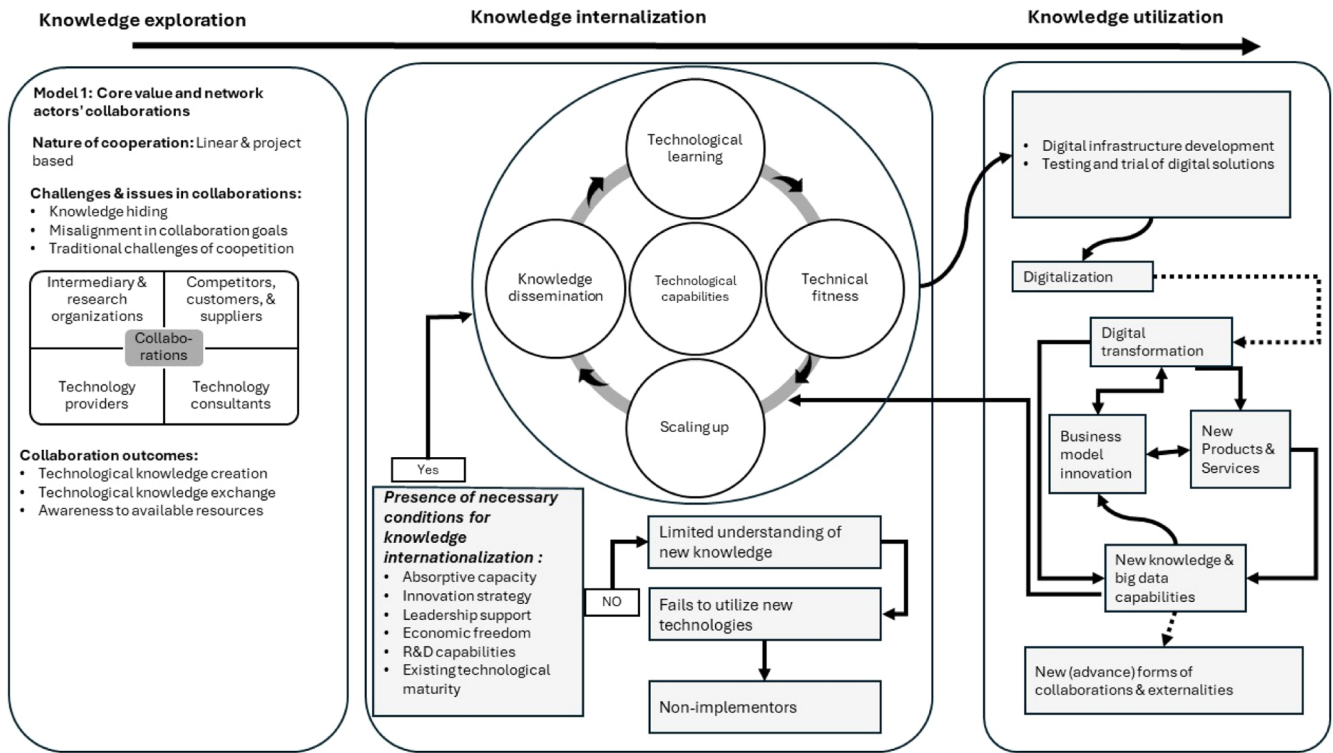 Knowledge exploration
Knowledge internalization
Knowledge utilization
Model 1: Core value and network
actors' collaborations
Nature of cooperation: Linear & project
based
Challenges & issues in collaborations:
• Knowledge hiding
• Misalignment in collaboration goals
• Traditional challenges of coopetition
Intermediary &
research
organizations
Competitors,
customers, &
suppliers
Collabo-
rations
Technology
providers
Technology
consultants
Collaboration outcomes:
• Technological knowledge creation
• Technological knowledge exchange
• Awareness to available resources
Technological
learning
Knowledge
dissemination
Technological
capabilities
Technical
fitness
Scaling up
Yes
Presence of necessary
conditions for
knowledge
internationalization :
• Absorptive capacity
• Innovation strategy
• Leadership support
• Economic freedom
• R&D capabilities
• Existing technological
maturity
NO
Limited understanding of
new knowledge
Fails to utilize new
technologies
Non-implementors
• Digital infrastructure development
• Testing and trial of digital solutions
Digitalization
Digital
transformation
Business
model
innovation
New
Products &
Services
New knowledge &
big data
capabilities
New (advance) forms of
collaborations & externalities